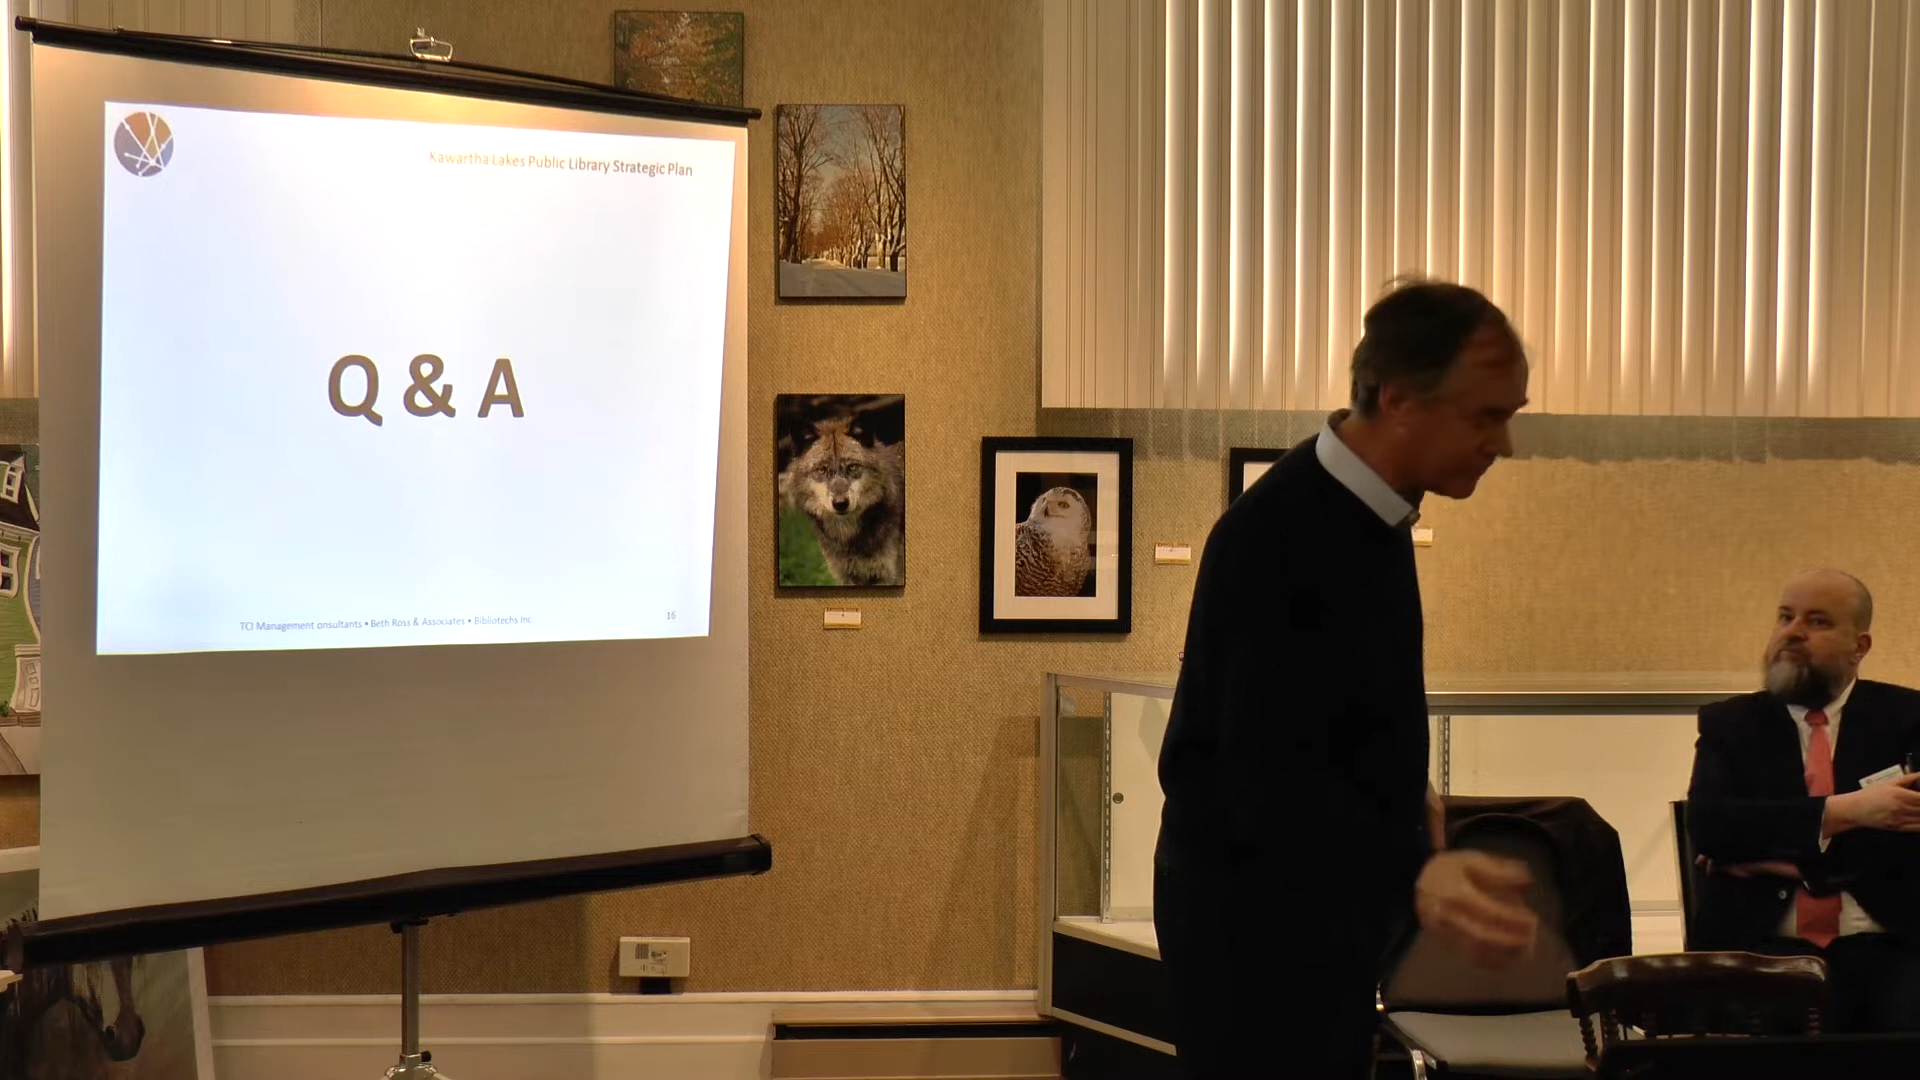 Kawartha Lakes Public Library Strategic Plan
Q & A
TCI Management onsultants • Beth Ross & Associates • Bibliotechs Inc
16